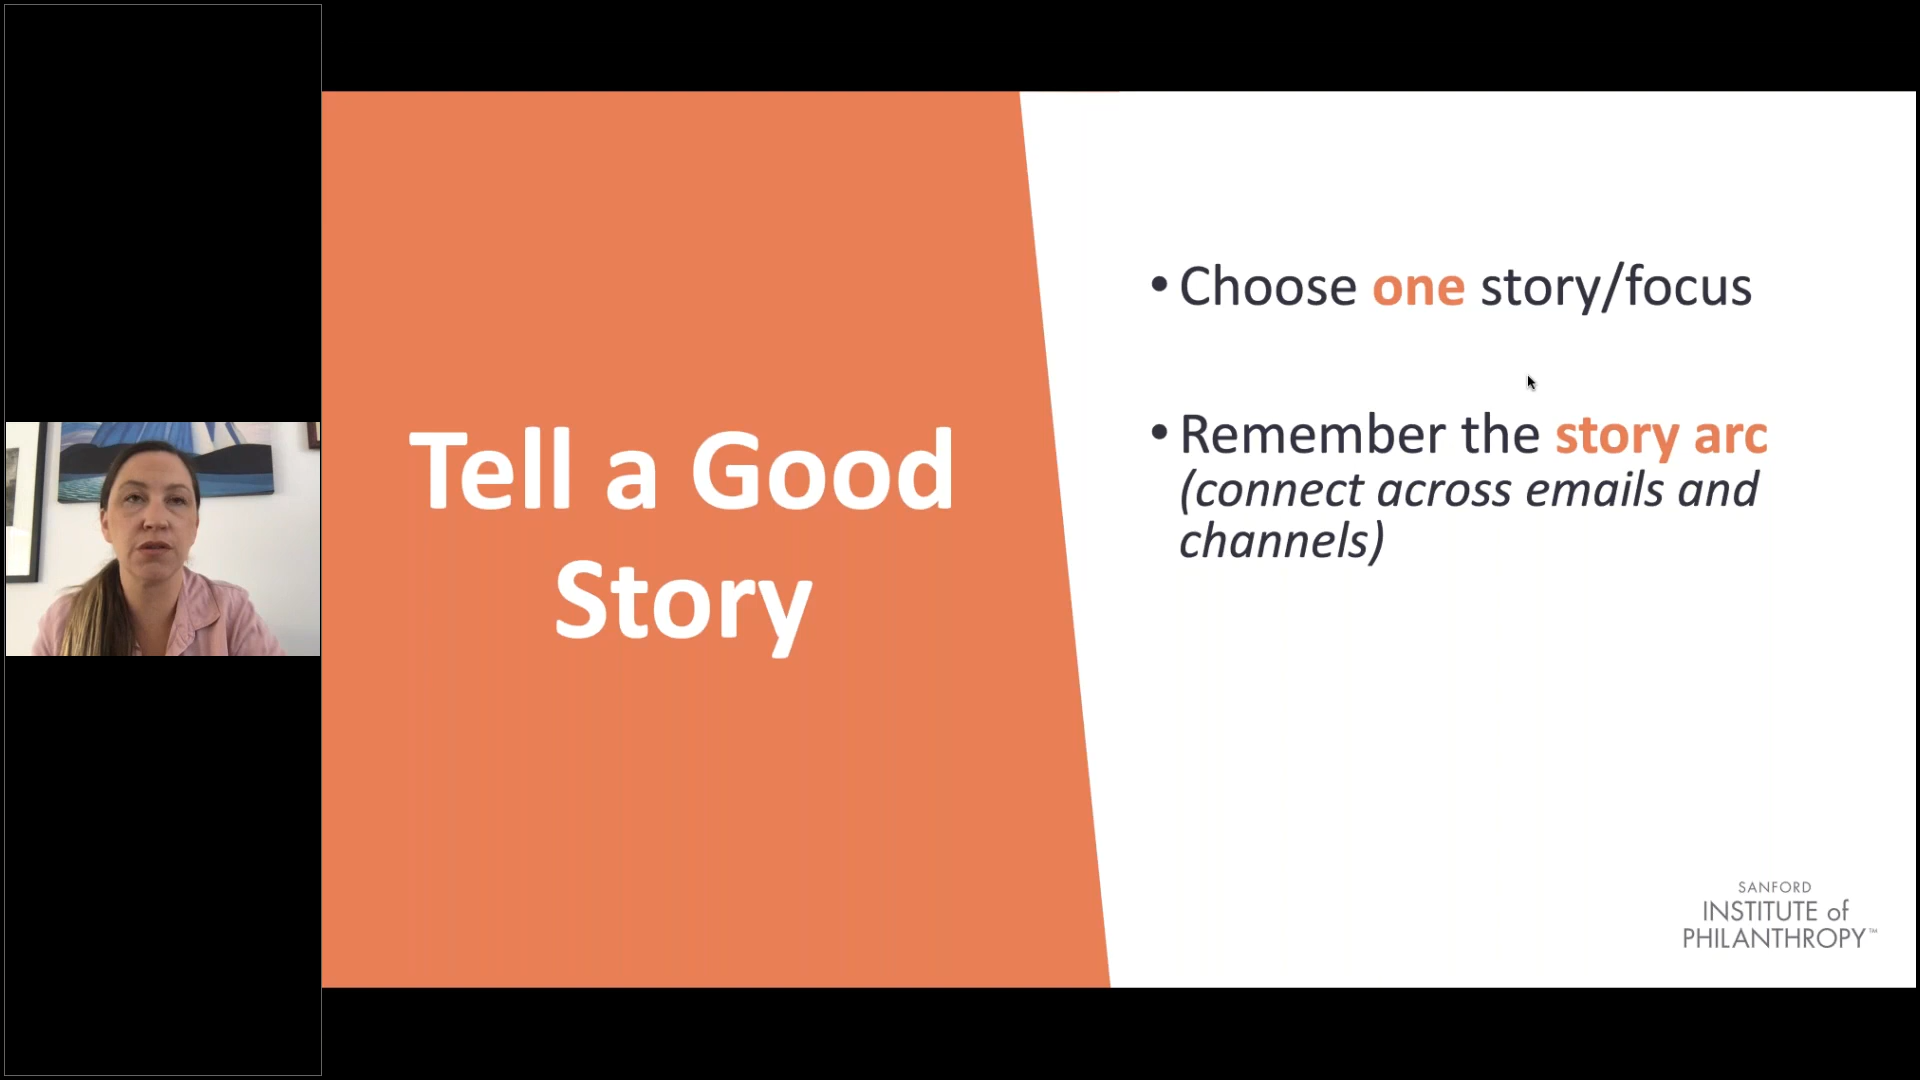 Tell a Good
Story
• Choose one story/focus
• Remember the story arc
(connect across emails and
channels)
SANFORD
INSTITUTE of
PHILANTHROPY™